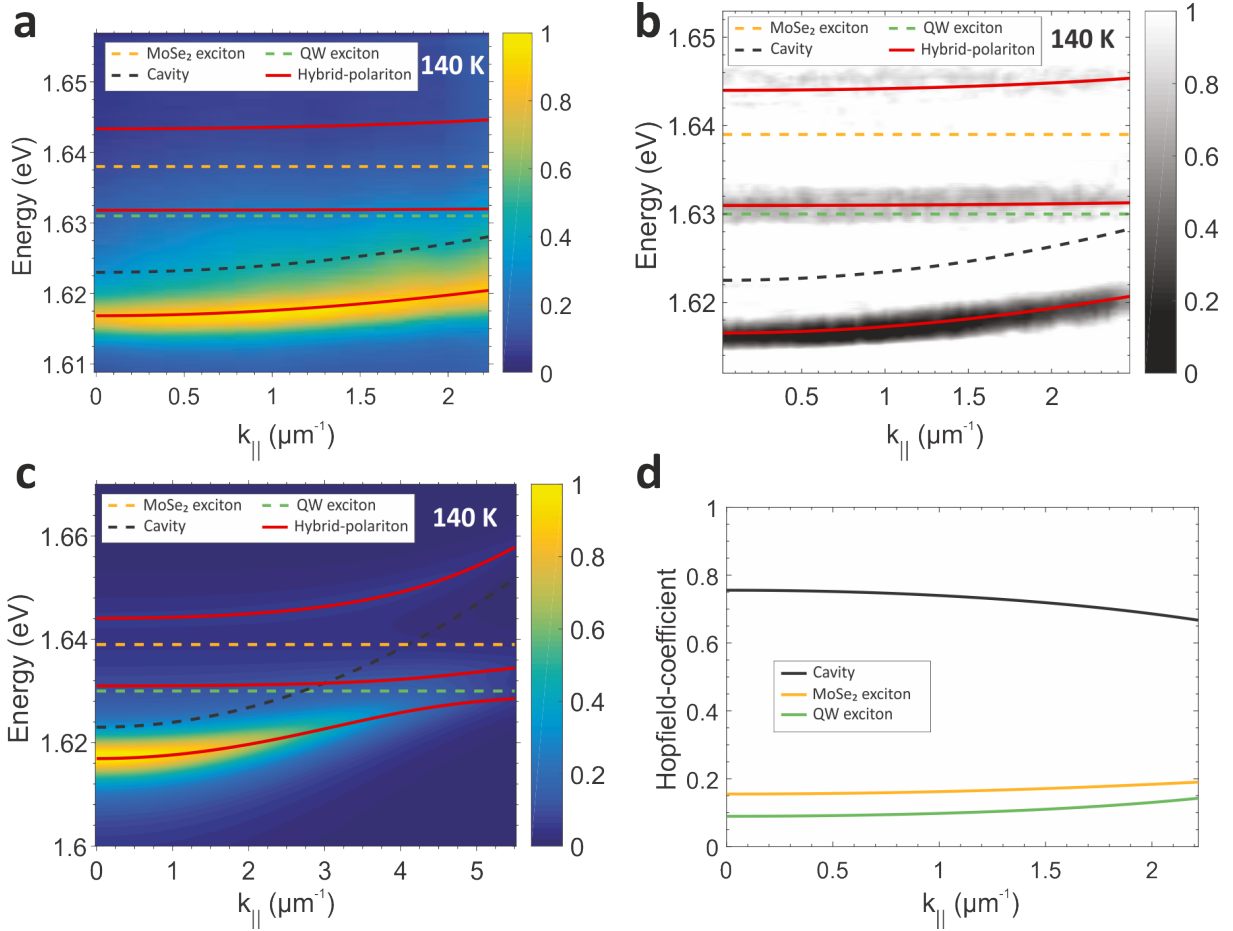 a
MoSe₂ exciton
QW exciton
Cavity
Hybrid-polariton
140 K
1.65
1.64
1.63
1.62
1.61
Energy (eV)
0
0.5
1
1.5
2
k|| (µm⁻¹)
1
0.8
0.6
0.4
0.2
0
b
MoSe₂ exciton
QW exciton
Cavity
Hybrid-polariton
140 K
1.65
1.64
1.63
1.62
Energy (eV)
0.5
1
1.5
2
k|| (µm⁻¹)
1
0.8
0.6
0.4
0.2
0
c
MoSe₂ exciton
QW exciton
Cavity
Hybrid-polariton
140 K
1.66
1.64
1.62
1.6
Energy (eV)
0
1
2
3
4
5
k|| (µm⁻¹)
1
0.8
0.6
0.4
0.2
0
d
1
0.8
0.6
0.4
0.2
0
Hopfield-coefficient
Cavity
MoSe₂ exciton
QW exciton
0
0.5
1
1.5
2
k|| (µm⁻¹)